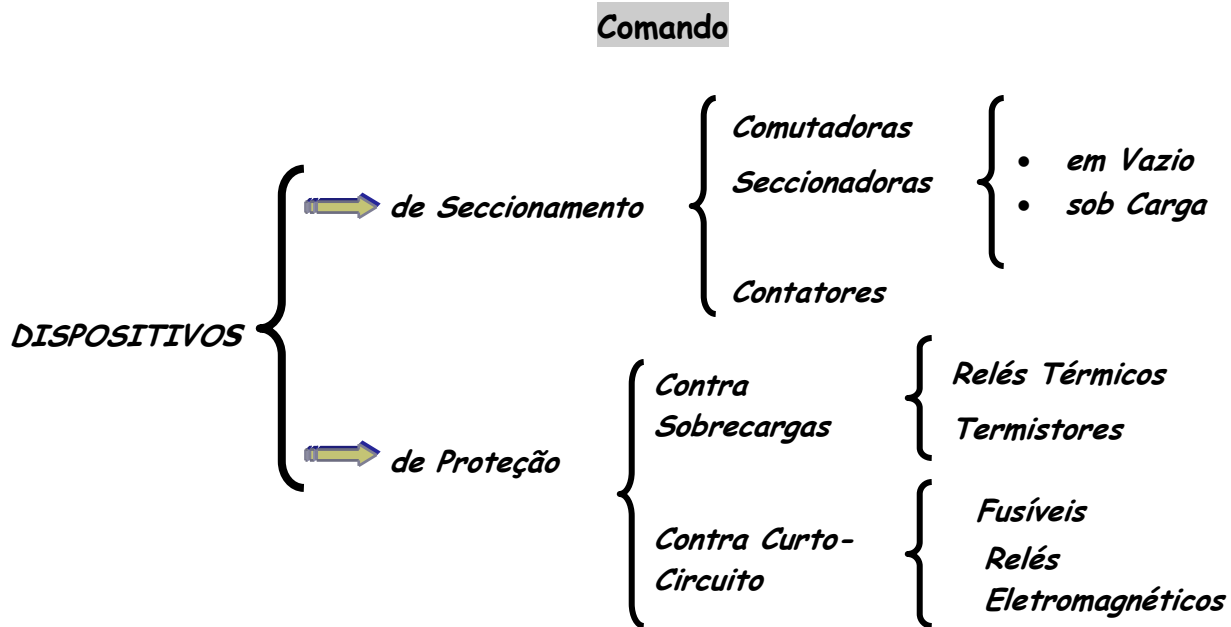 Comando
DISPOSITIVOS
de Seccionamento
Comutadoras
Seccionadoras
• em Vazio
• sob Carga
Contatores
de Proteção
Contra
Sobrecargas
Relés Térmicos
Termistores
Contra Curto-
Circuito
Fusíveis
Relés
Eletromagnéticos